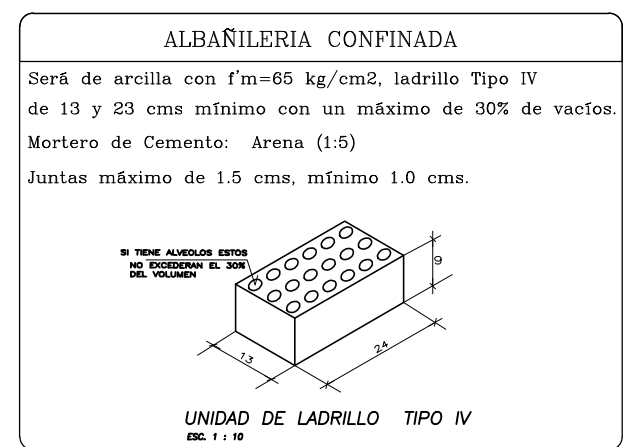 ALBAÑILERIA CONFINADA
Será de arcilla con f'm=65 kg/cm2, ladrillo Tipo IV
de 13 y 23 cms mínimo con un máximo de 30% de vacíos.
Mortero de Cemento: Arena (1:5)
Juntas máximo de 1.5 cms, mínimo 1.0 cms.
SI TIENE ALVEOLOS ESTOS
NO EXCEDERAN EL 30%
DEL VOLUMEN
9
13
24
UNIDAD DE LADRILLO TIPO IV
ESC. 1 : 10